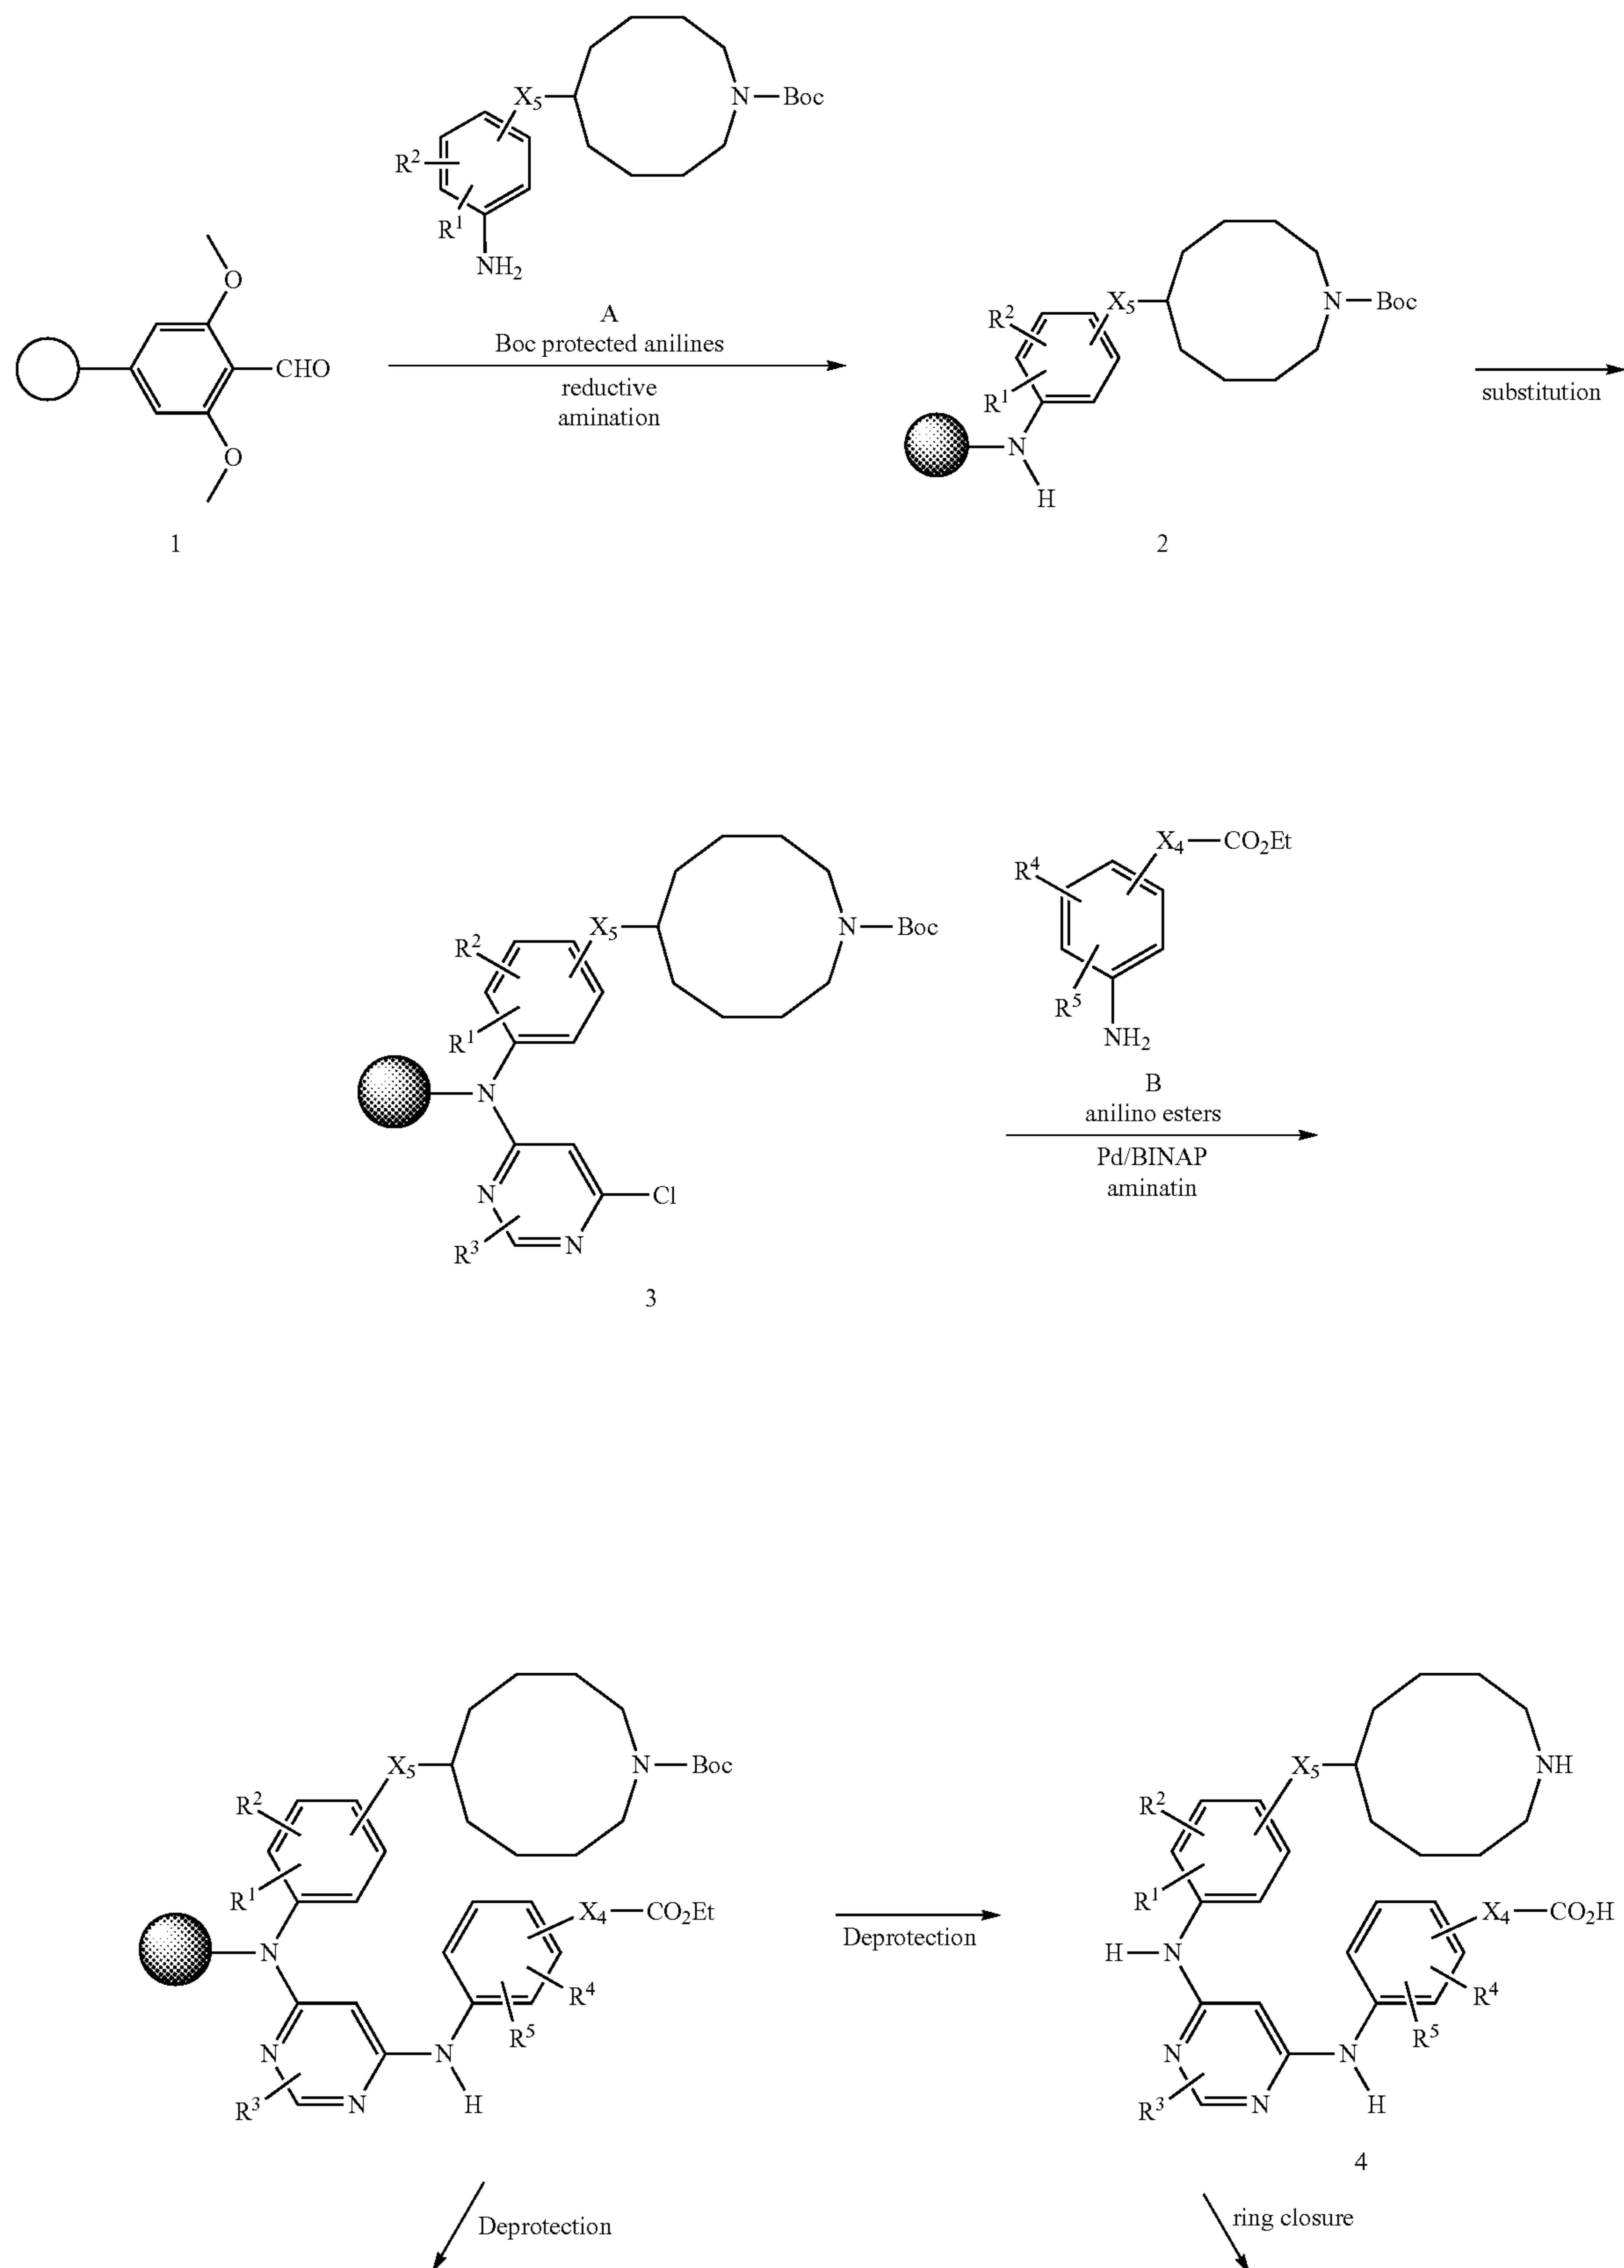 X5
N—Boc
R2
R1
NH2
O
A
Boc protected anilines
CHO
reductive
amination
O
1
X5
N—Boc
R2
R1
N
H
substitution
2
X5
N—Boc
R2
R1
N
N
Cl
R3
N
3
X4—CO2Et
R4
R5
NH2
B
anilino esters
Pd/BINAP
aminatin
X5
N—Boc
R2
R1
X4—CO2Et
N
R4
R5
N
N
R3
N
H
Deprotection
X5
NH
R2
R1
X4—CO2H
H—N
R4
R5
N
N
R3
N
H
4
Deprotection
ring closure